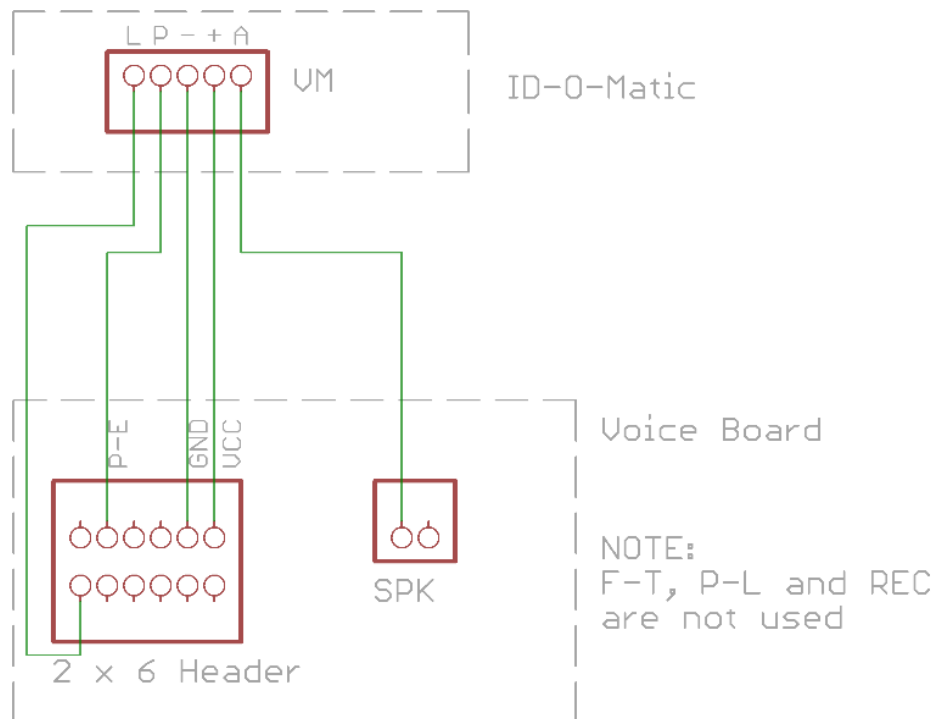 L P - + A
VM
ID-O-Matic
P-E
GND
VCC
Voice Board
SPK
NOTE:
F-T, P-L and REC
are not used
2 x 6 Header